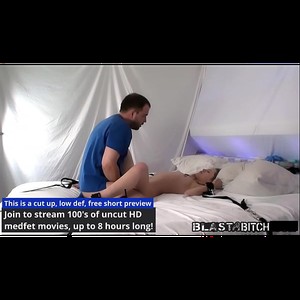 This is a cut up, low def, free short preview
Join to stream 100's of uncut HD
medfet movies, up to 8 hours long!
BLASTABITCH